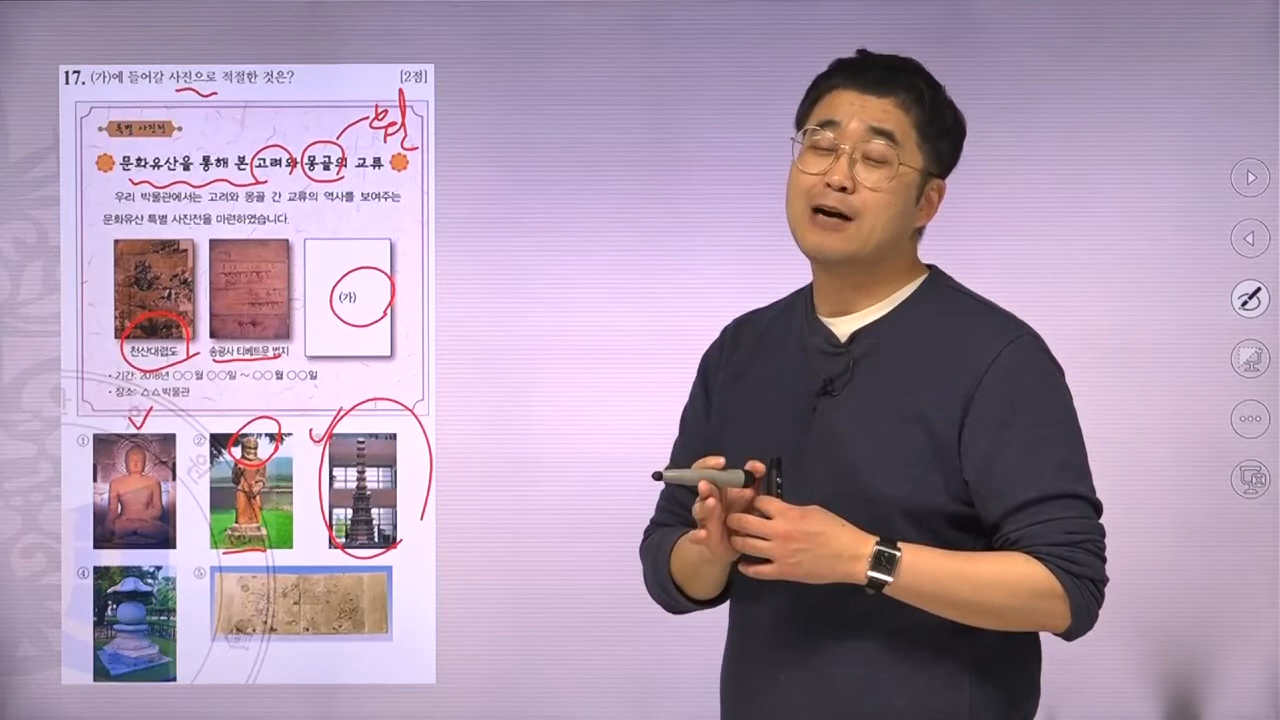 17. (가)에 들어갈 사진으로 적절한 것은? [2점]
원
특별 사진전
문화유산을 통해 본 고려와 몽골의 교류
우리 박물관에서는 고려와 몽골 간 교류의 역사를 보여주는
문화유산 특별 사진전을 마련하였습니다.
(가)
천산대렵도 송광사 티베트문 법지
• 기간: 2018년 ○○월 ○○일 ~ ○○월 ○○일
• 장소: △△박물관
① ②
④ ⑤